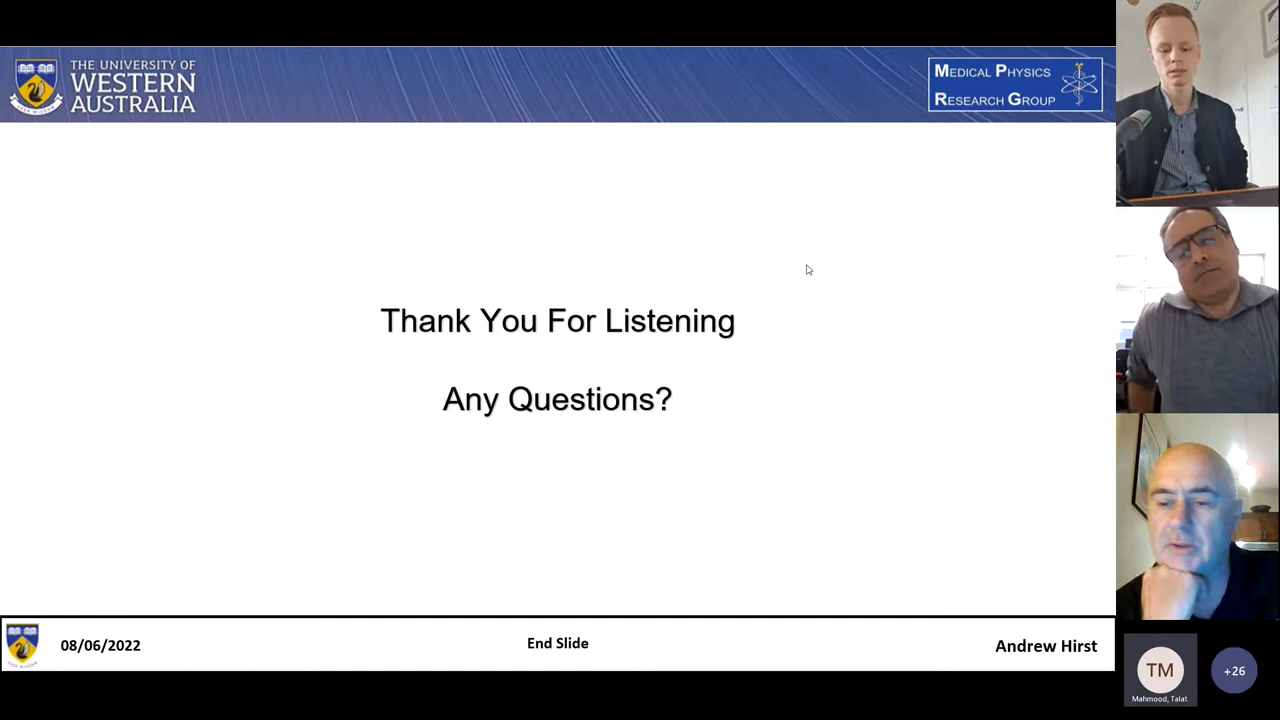 THE UNIVERSITY OF
WESTERN
AUSTRALIA
MEDICAL PHYSICS
RESEARCH GROUP
Thank You For Listening
Any Questions?
08/06/2022
End Slide
Andrew Hirst
TM
Mahmood, Talat
+26